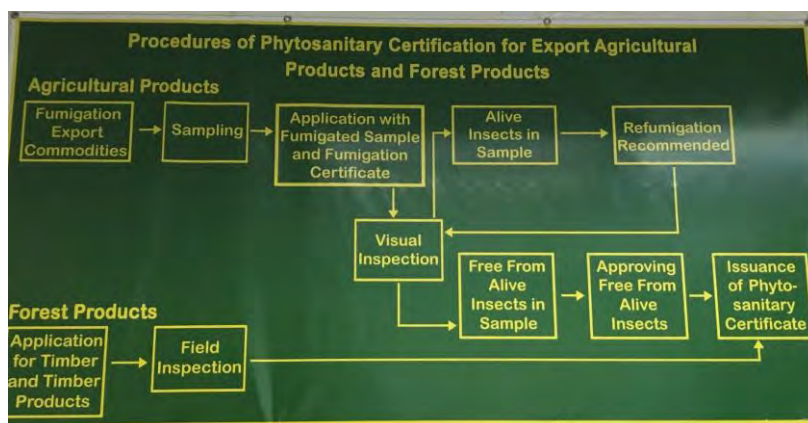 Procedures of Phytosanitary Certification for Export Agricultural
Products and Forest Products
Agricultural Products
Fumigation
Export
Commodities
Sampling
Application with
Fumigated Sample
and Fumigation
Certificate
Alive
Insects in
Sample
Refumigation
Recommended
Visual
Inspection
Free From
Alive
Insects in
Sample
Approving
Free From
Alive
Insects
Issuance
of Phyto-
sanitary
Certificate
Forest Products
Application
for Timber
and Timber
Products
Field
Inspection